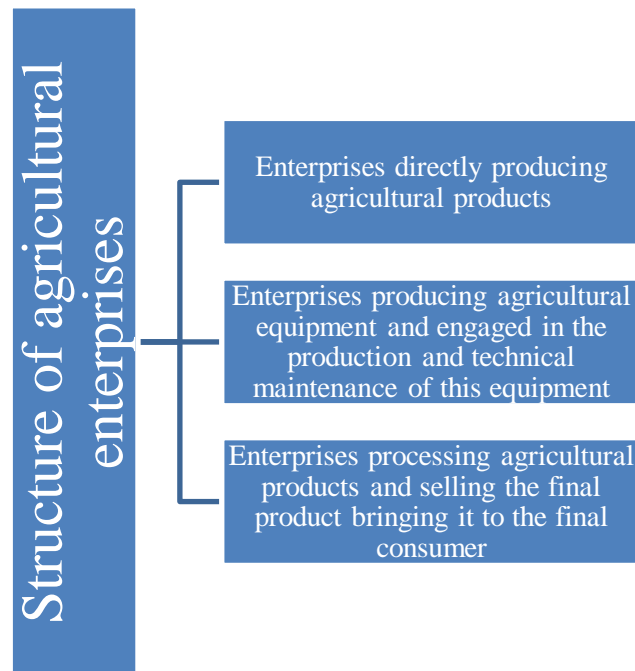 Structure of agricultural
enterprises
Enterprises directly producing
agricultural products
Enterprises producing agricultural
equipment and engaged in the
production and technical
maintenance of this equipment
Enterprises processing agricultural
products and selling the final
product bringing it to the final
consumer